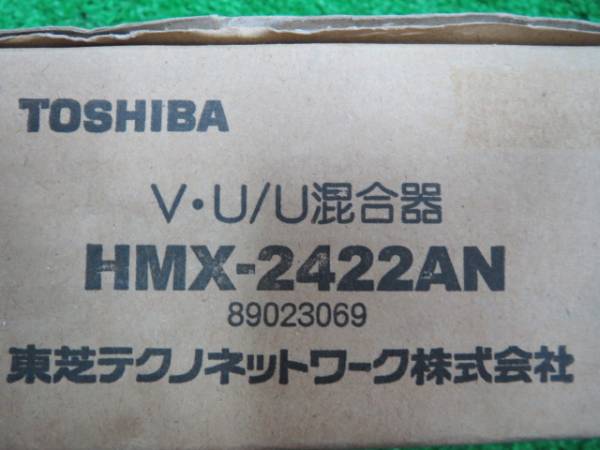 TOSHIBA
V・U/U混合器
HMX-2422AN
89023069
東芝テクノネットワーク株式会社